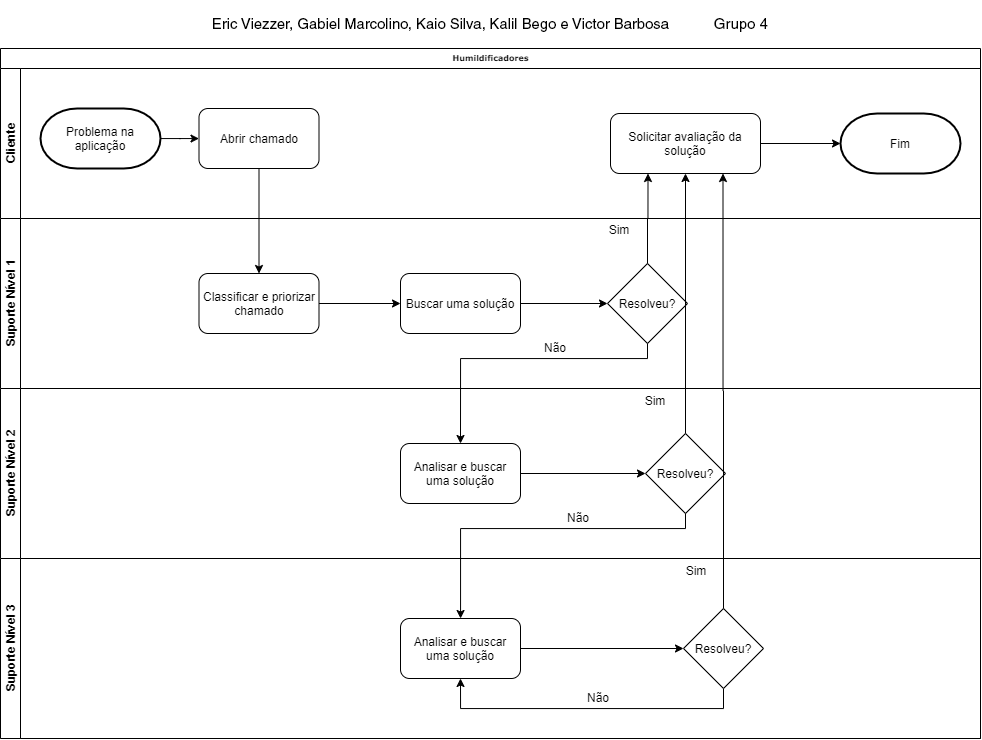 Eric Viezzer, Gabiel Marcolino, Kaio Silva, Kalil Bego e Victor Barbosa Grupo 4
Humildificadores
Cliente
Problema na
aplicação
Abrir chamado
Solicitar avaliação da
solução
Fim
Suporte Nível 1
Sim
Classificar e priorizar
chamado
Buscar uma solução
Resolveu?
Não
Suporte Nível 2
Sim
Analisar e buscar
uma solução
Resolveu?
Não
Suporte Nível 3
Sim
Analisar e buscar
uma solução
Resolveu?
Não